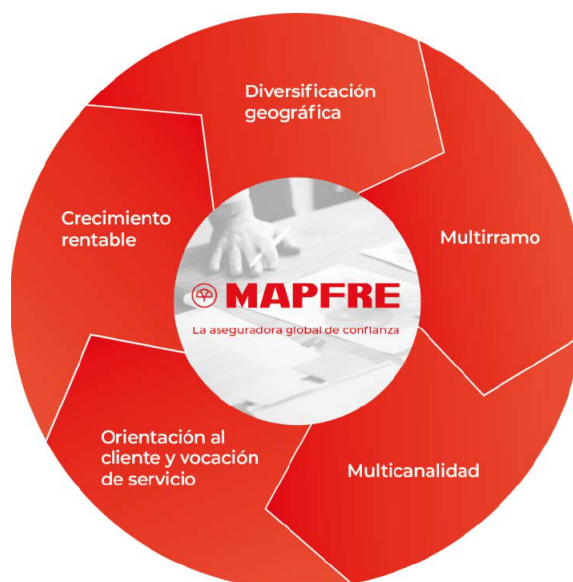 Diversificación
geográfica
Multirramo
Multicanalidad
Orientación al
cliente y vocación
de servicio
Crecimiento
rentable
MAPFRE
La aseguradora global de confianza